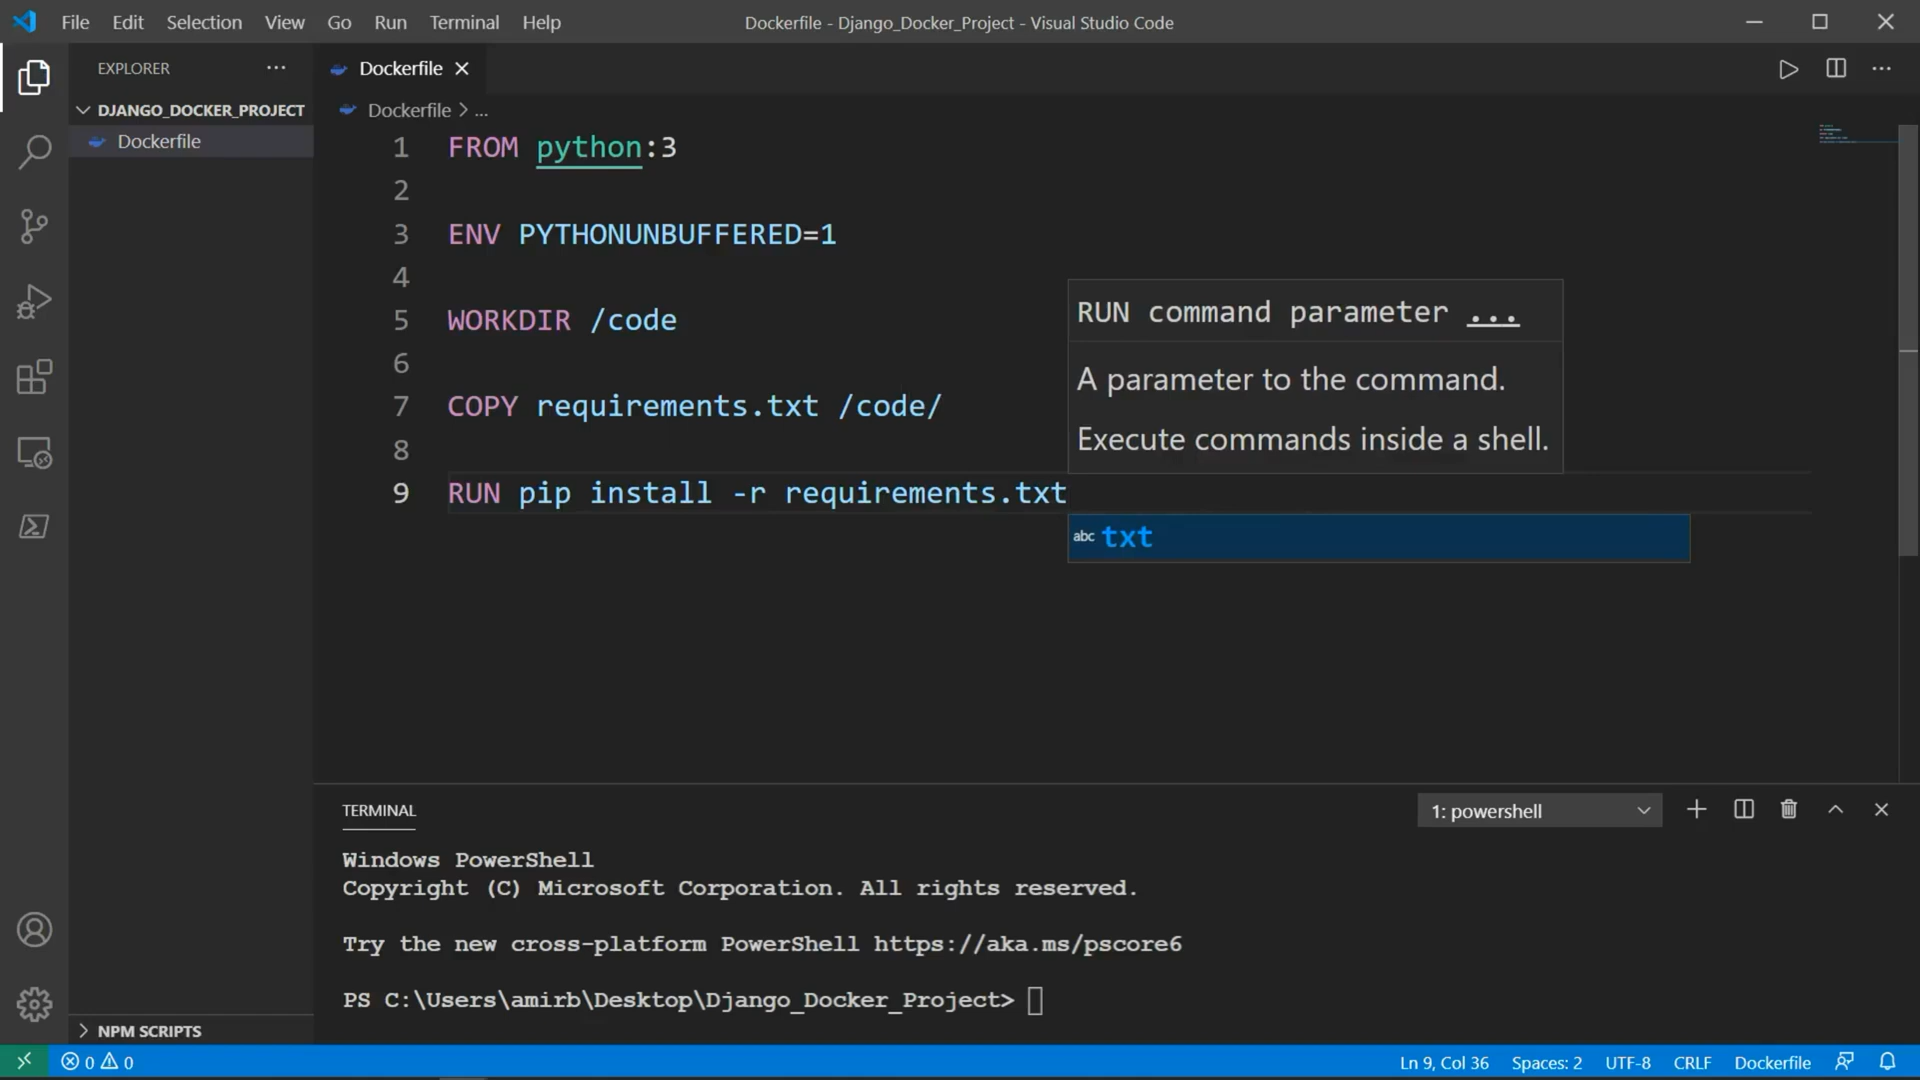 File Edit Selection View Go Run Terminal Help
Dockerfile - Django_Docker_Project - Visual Studio Code
EXPLORER
DJANGO_DOCKER_PROJECT
Dockerfile
Dockerfile
Dockerfile > ...
1 FROM python:3
2
3 ENV PYTHONUNBUFFERED=1
4
5 WORKDIR /code
6
7 COPY requirements.txt /code/
8
9 RUN pip install -r requirements.txt
RUN command parameter ...
A parameter to the command.
Execute commands inside a shell.
abc txt
TERMINAL
1: powershell
Windows PowerShell
Copyright (C) Microsoft Corporation. All rights reserved.
Try the new cross-platform PowerShell https://aka.ms/pscore6
PS C:\Users\amirb\Desktop\Django_Docker_Project>
NPM SCRIPTS
0 0
Ln 9, Col 36 Spaces: 2 UTF-8 CRLF Dockerfile